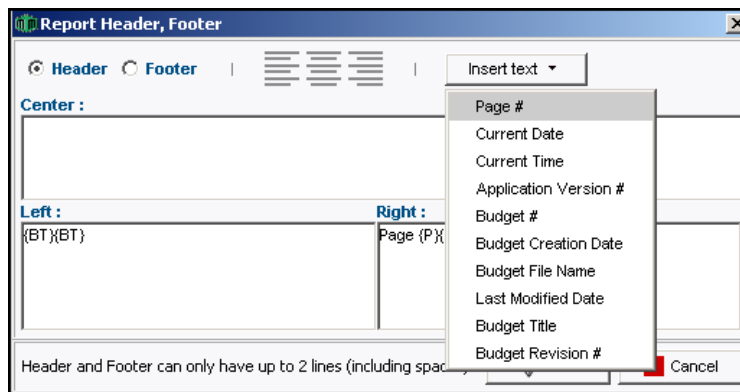 Report Header, Footer
Header Footer Insert text
Page #
Current Date
Current Time
Application Version #
Budget #
Budget Creation Date
Budget File Name
Last Modified Date
Budget Title
Budget Revision #
Center :
Left : Right :
{BT}{BT} Page {P}{
Header and Footer can only have up to 2 lines (including spac
Cancel